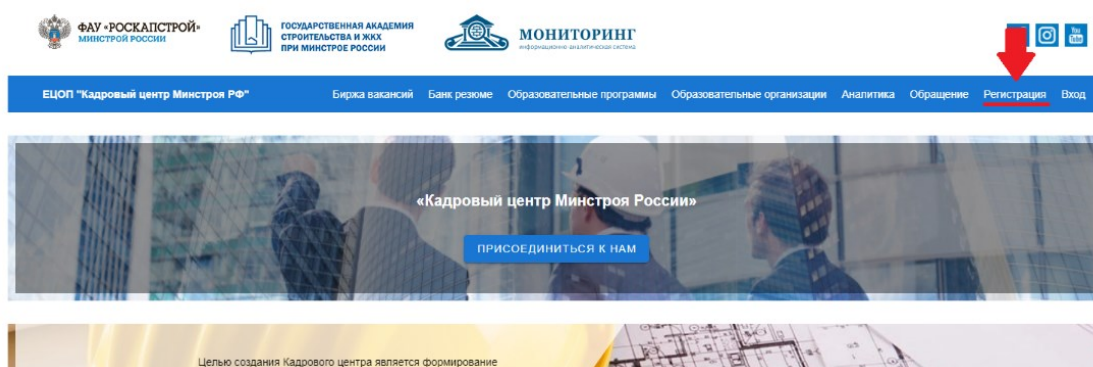 ФАУ «РОСКАПСТРОЙ»
МИНСТРОЙ РОССИИ
ГОСУДАРСТВЕННАЯ АКАДЕМИЯ
СТРОИТЕЛЬСТВА И ЖКХ
ПРИ МИНСТРОЕ РОССИИ
МОНИТОРИНГ
информационно-аналитическая система
You
Tube
ЕЦОП "Кадровый центр Минстроя РФ" Биржа вакансий Банк резюме Образовательные программы Образовательные организации Аналитика Обращение Регистрация Вход
«Кадровый центр Минстроя России»
ПРИСОЕДИНИТЬСЯ К НАМ
Целью создания Кадрового центра является формирование